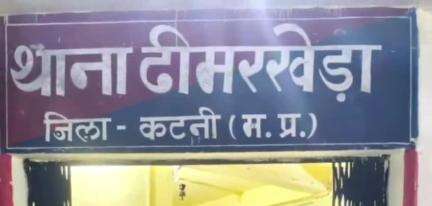 थाना ढीमरखेड़ा
जिला - कटनी (म. प्र.)